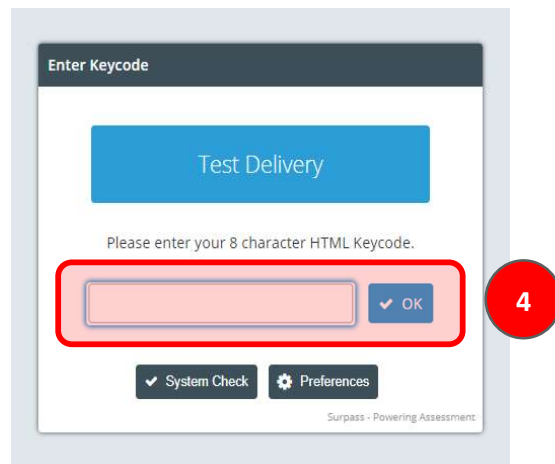 Enter Keycode
Test Delivery
Please enter your 8 character HTML Keycode.
OK
4
System Check Preferences
Surpass - Powering Assessment